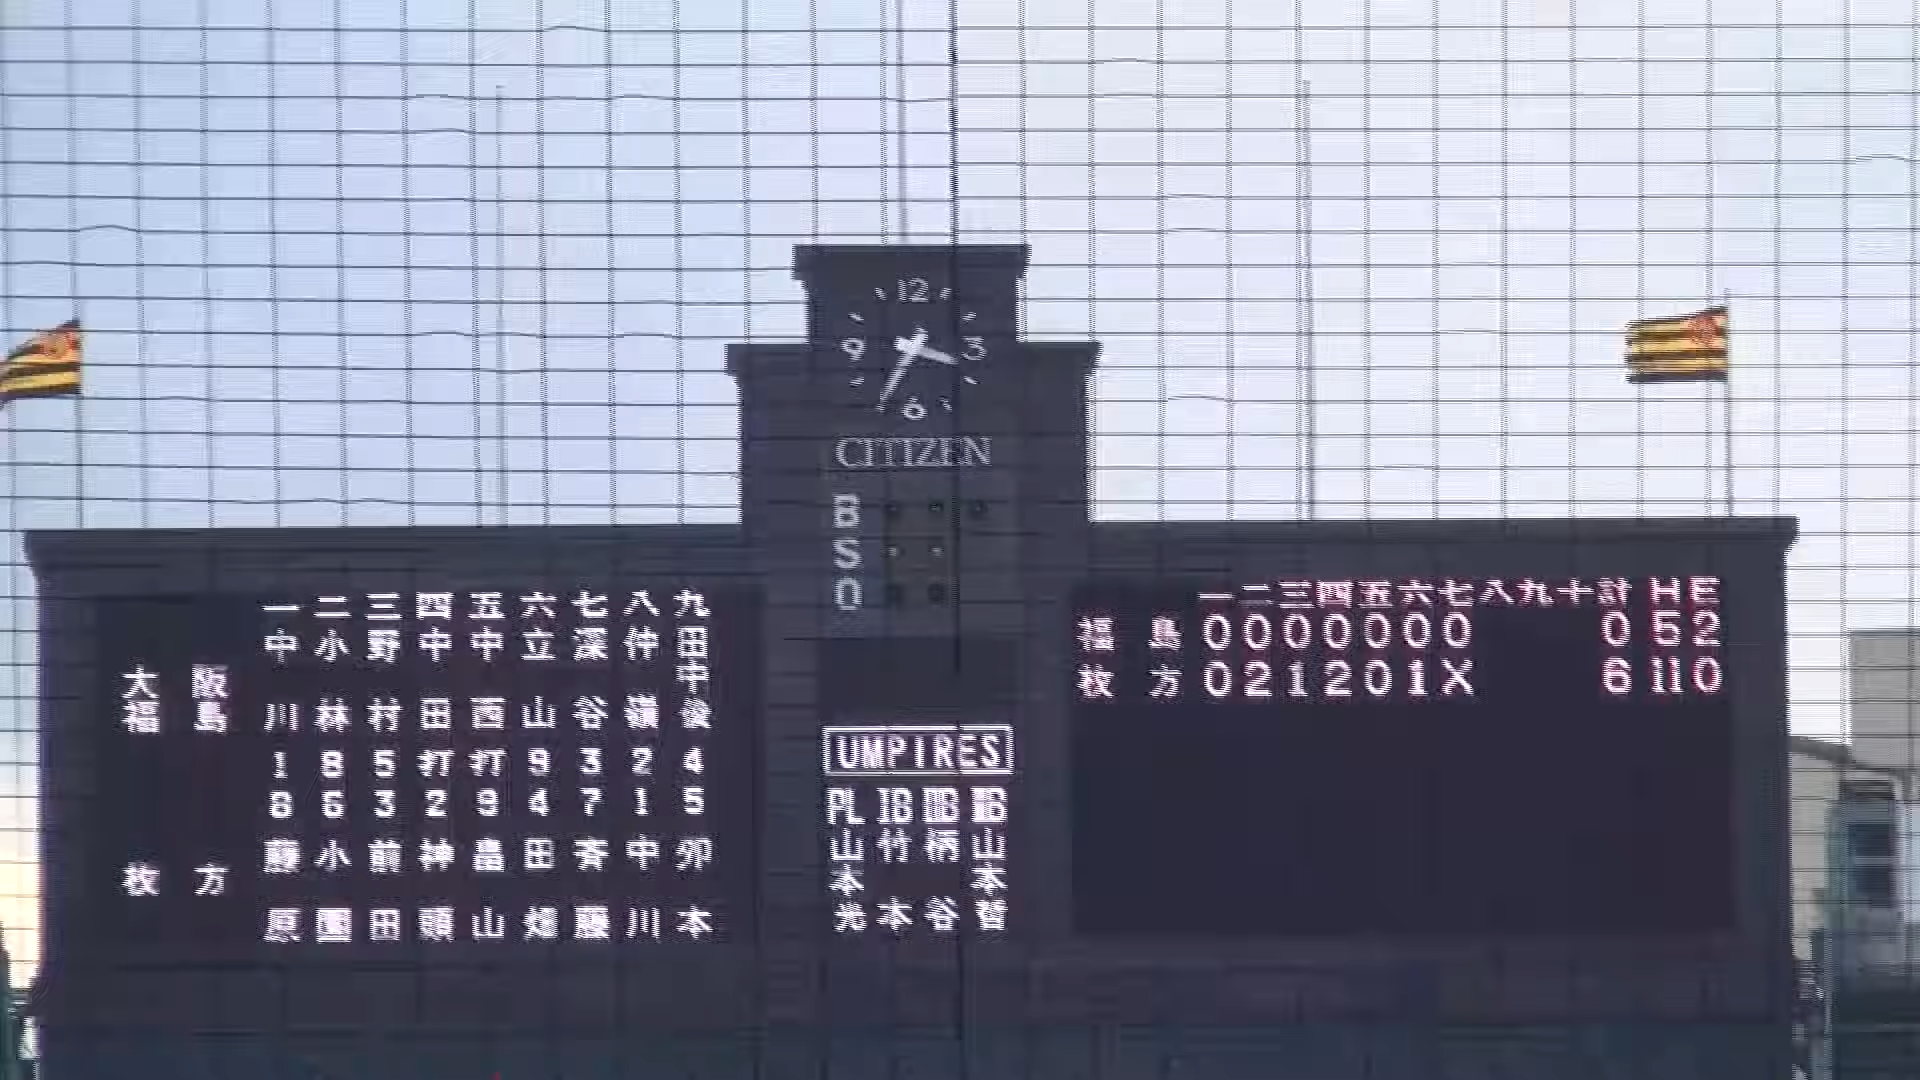 12
9 3
6
CITIZEN
B
S
O
一 二 三 四 五 六 七 八 九
大阪福島
中川 小林 野村 中田 中西 立山 深谷 仲嶺 田中俊
1 8 5 打 打 9 3 2 4
8 6 3 2 9 4 7 1 5
枚方
藤原 小園 前田 神頭 畠山 田畑 斉藤 中川 卯本
UMPIRES
PL 1B 2B 3B
山本光 竹本 柄谷 山本哲
一二三四五六七八九十計 H E
福島 0 0 0 0 0 0 0 0 5 2
枚方 0 2 1 2 0 1 X 6 11 0